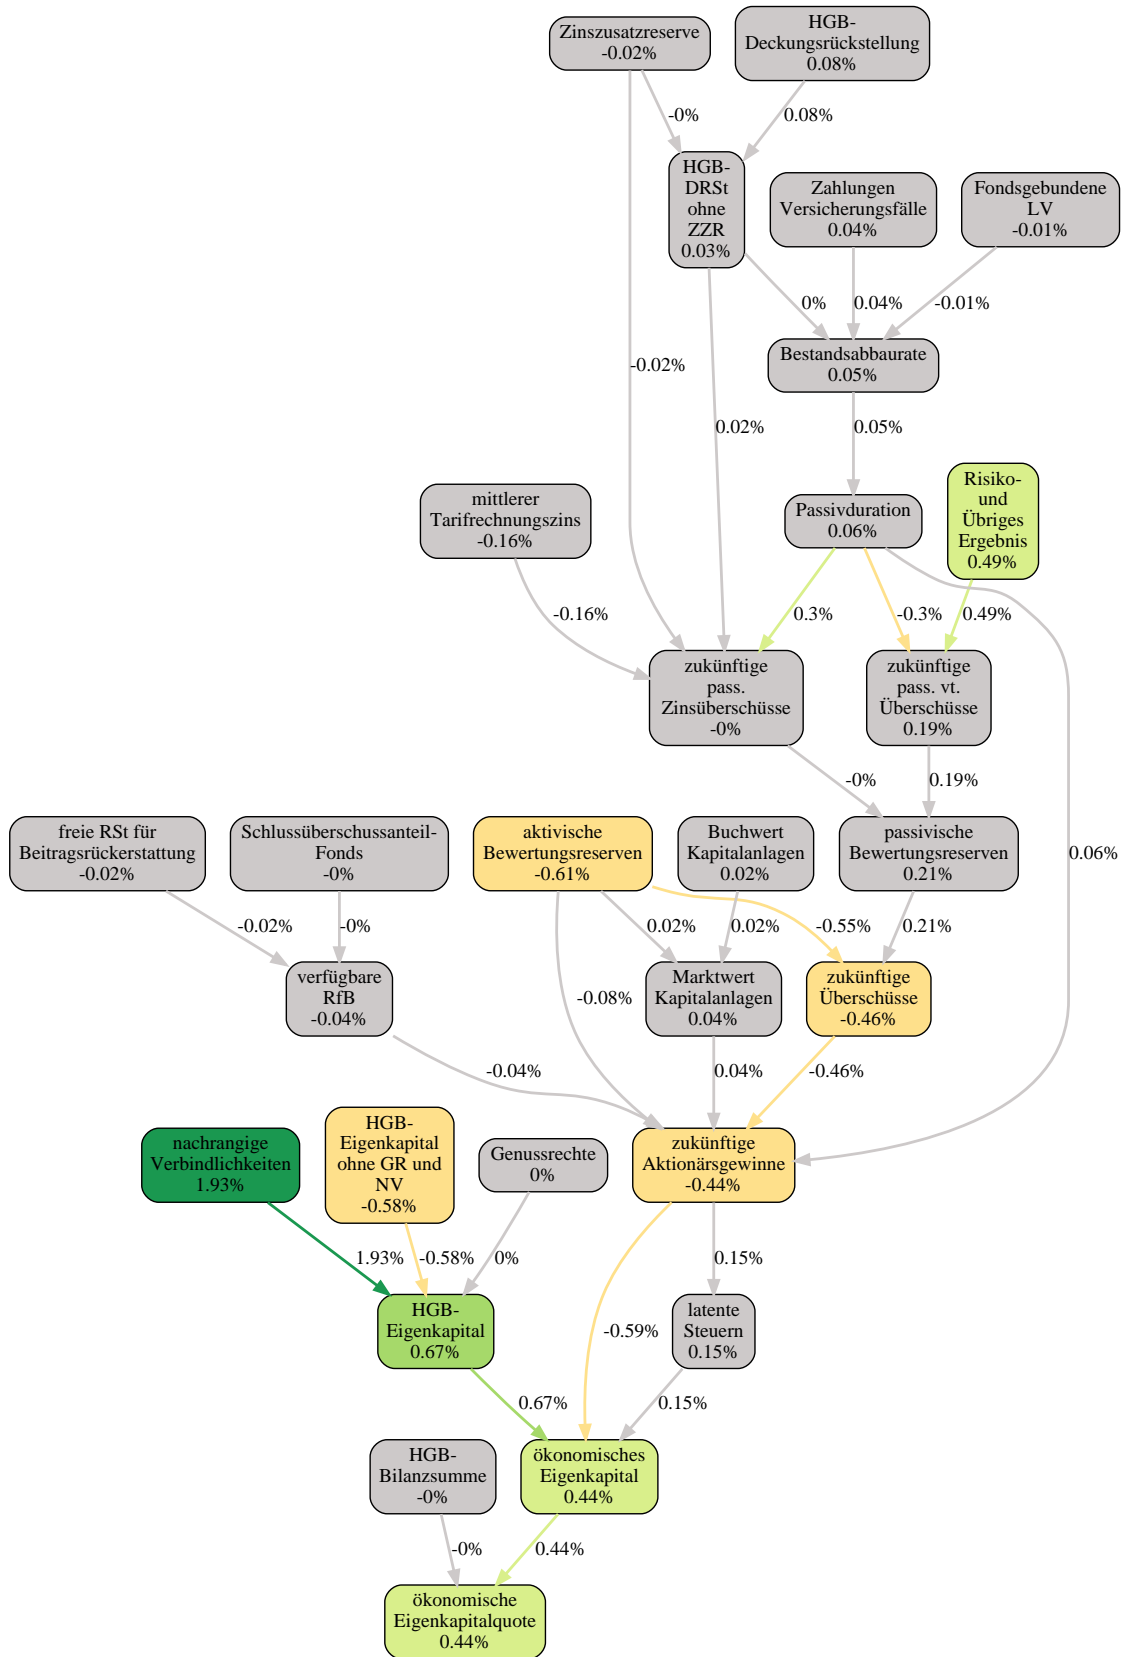 Zinszusatzreserve
-0.02%
HGB-
Deckungsrückstellung
0.08%
-0%
0.08%
HGB-
DRSt
ohne
ZZR
0.03%
Zahlungen
Versicherungsfälle
0.04%
Fondsgebundene
LV
-0.01%
0%
0.04%
-0.01%
Bestandsabbaurate
0.05%
-0.02%
0.02%
0.05%
mittlerer
Tarifrechnungszins
-0.16%
Passivduration
0.06%
Risiko-
und
Übriges
Ergebnis
0.49%
-0.16%
0.3%
-0.3%
0.49%
zukünftige
pass.
Zinsüberschüsse
-0%
zukünftige
pass. vt.
Überschüsse
0.19%
-0%
0.19%
freie RSt für
Beitragsrückerstattung
-0.02%
Schlussüberschussanteil-
Fonds
-0%
aktivische
Bewertungsreserven
-0.61%
Buchwert
Kapitalanlagen
0.02%
passivische
Bewertungsreserven
0.21%
0.06%
-0.02%
-0%
0.02%
0.02%
-0.55%
0.21%
verfügbare
RfB
-0.04%
-0.08%
Marktwert
Kapitalanlagen
0.04%
zukünftige
Überschüsse
-0.46%
-0.04%
0.04%
-0.46%
nachrangige
Verbindlichkeiten
1.93%
HGB-
Eigenkapital
ohne GR und
NV
-0.58%
Genussrechte
0%
zukünftige
Aktionärsgewinne
-0.44%
1.93%
-0.58%
0%
0.15%
HGB-
Eigenkapital
0.67%
-0.59%
latente
Steuern
0.15%
0.67%
0.15%
HGB-
Bilanzsumme
-0%
ökonomisches
Eigenkapital
0.44%
-0%
0.44%
ökonomische
Eigenkapitalquote
0.44%